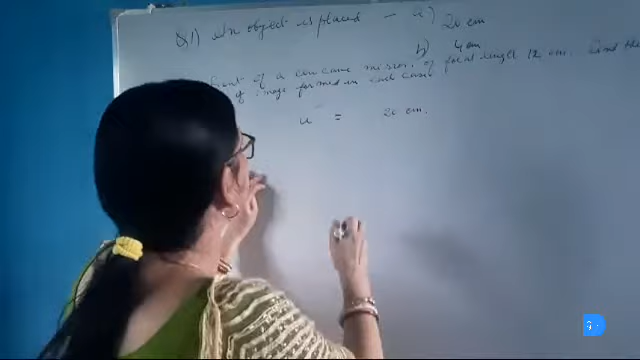 Q1) An object is placed - a) 20 cm
b) 4 cm
front of a concave mirror of focal length 12 cm. Find the
of image formed in each case
u = 20 cm.